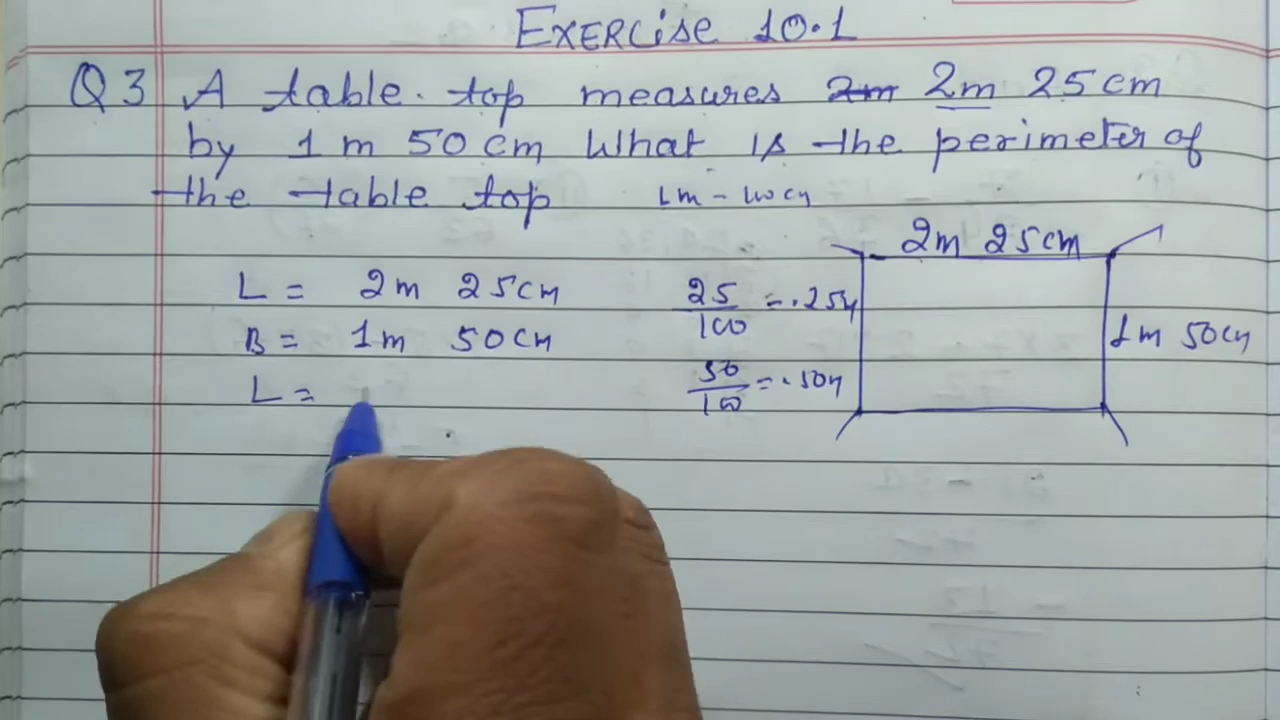 EXERCISE 10.1
Q3 A table top measures 2m 2m 25cm
by 1m 50cm What is the perimeter of
the table top
1m - 100cm
2m 25cm
L = 2m 25cm
25/100 = .25m
1m 50cm
B = 1m 50cm
50/100 = .50m
L =